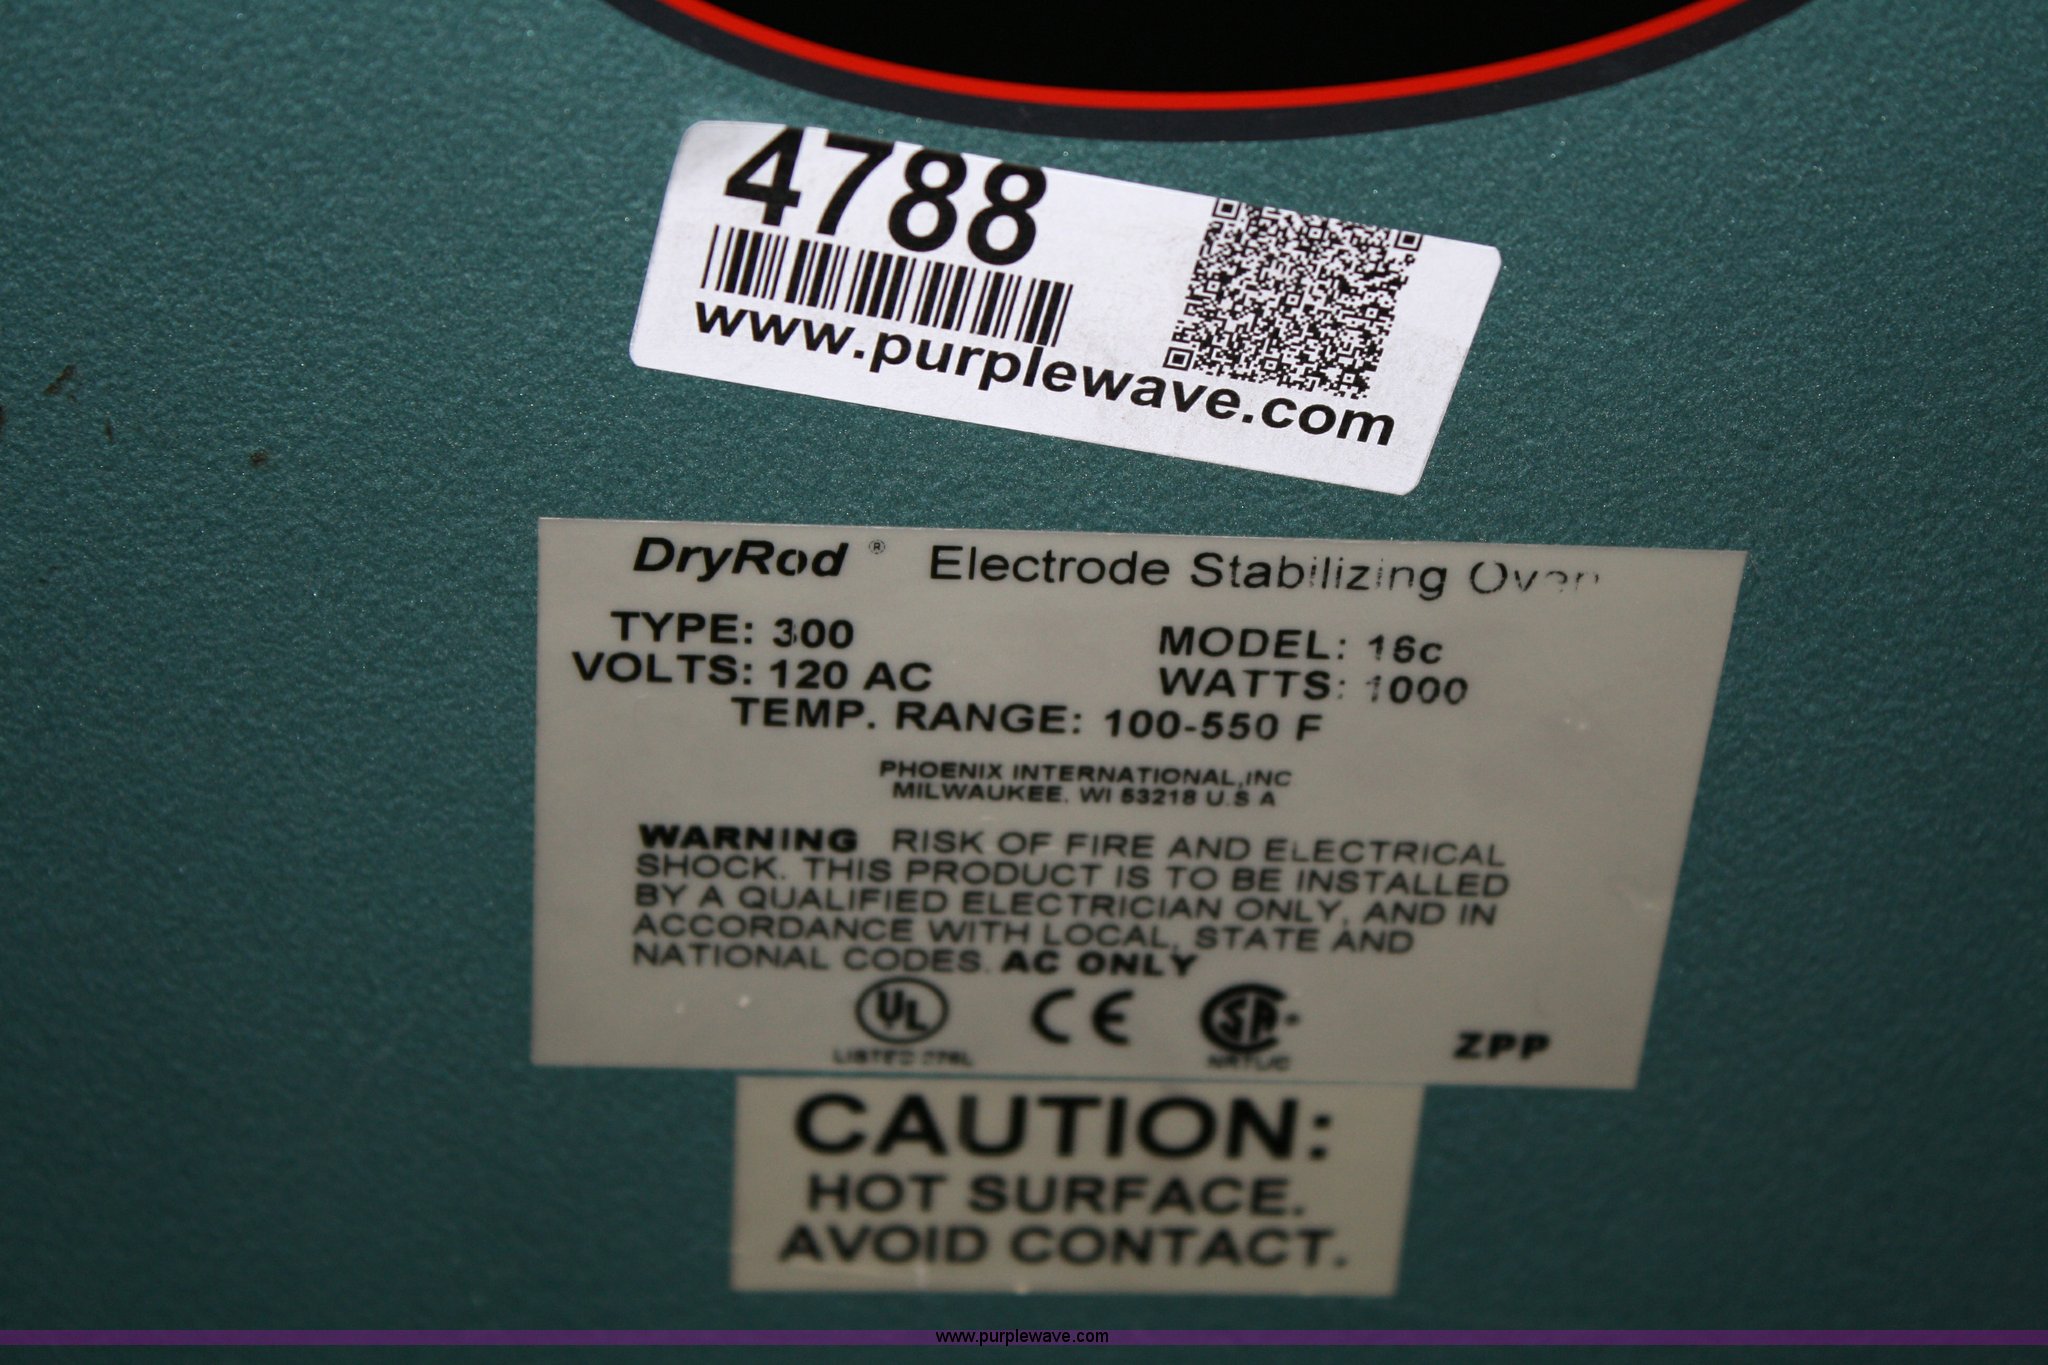 4788
www.purplewave.com
DryRod ® Electrode Stabilizing Oven
TYPE: 300 MODEL: 16c
VOLTS: 120 AC WATTS: 1000
TEMP. RANGE: 100-550 F
PHOENIX INTERNATIONAL, INC
MILWAUKEE, WI 53218 U.S A
WARNING RISK OF FIRE AND ELECTRICAL
SHOCK. THIS PRODUCT IS TO BE INSTALLED
BY A QUALIFIED ELECTRICIAN ONLY, AND IN
ACCORDANCE WITH LOCAL, STATE AND
NATIONAL CODES. AC ONLY
UL CE SA
LISTED
ZPP
CAUTION:
HOT SURFACE.
AVOID CONTACT.
www.purplewave.com